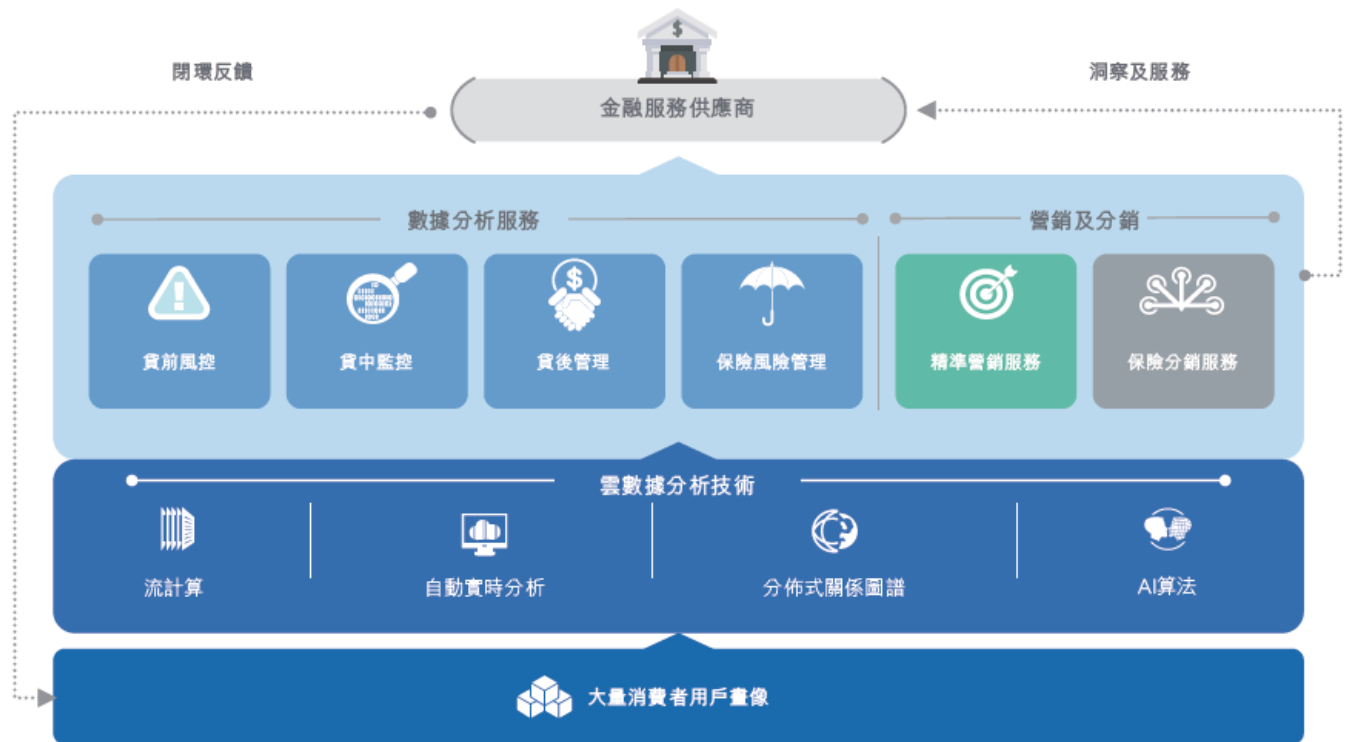 閉環反饋
洞察及服務
$
金融服務供應商
數據分析服務
營銷及分銷
$
貸前風控
貸中監控
貸後管理
保險風險管理
精準營銷服務
保險分銷服務
雲數據分析技術
流計算
自動實時分析
分佈式關係圖譜
AI算法
大量消費者用戶畫像